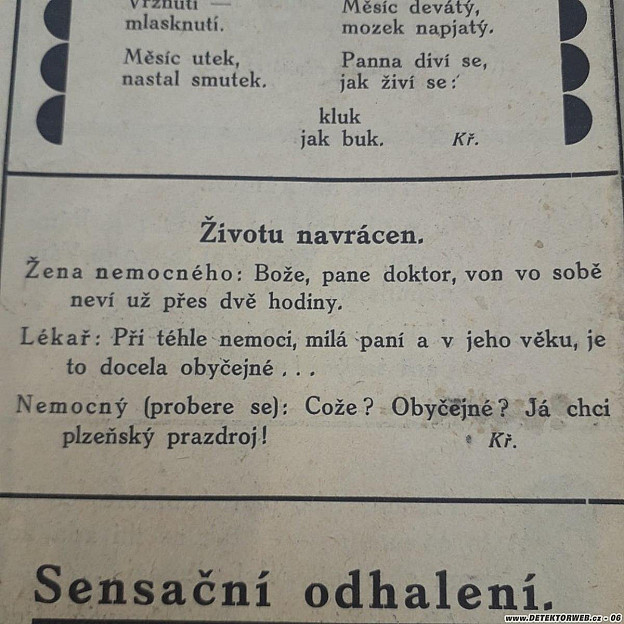 Vrznutí —
mlasknutí.
Měsíc utek,
nastal smutek.
Měsíc devátý,
mozek napjatý.
Panna diví se,
jak živí se:
kluk
jak buk. Kř.
Životu navrácen.
Žena nemocného: Bože, pane doktor, von vo sobě
neví už přes dvě hodiny.
Lékař: Při téhle nemoci, milá paní a v jeho věku, je
to docela obyčejné . . .
Nemocný (probere se): Cože? Obyčejné? Já chci
plzeňský prazdroj! Kř.
Sensační odhalení.
www.DETEKTORWEB.cz - 06